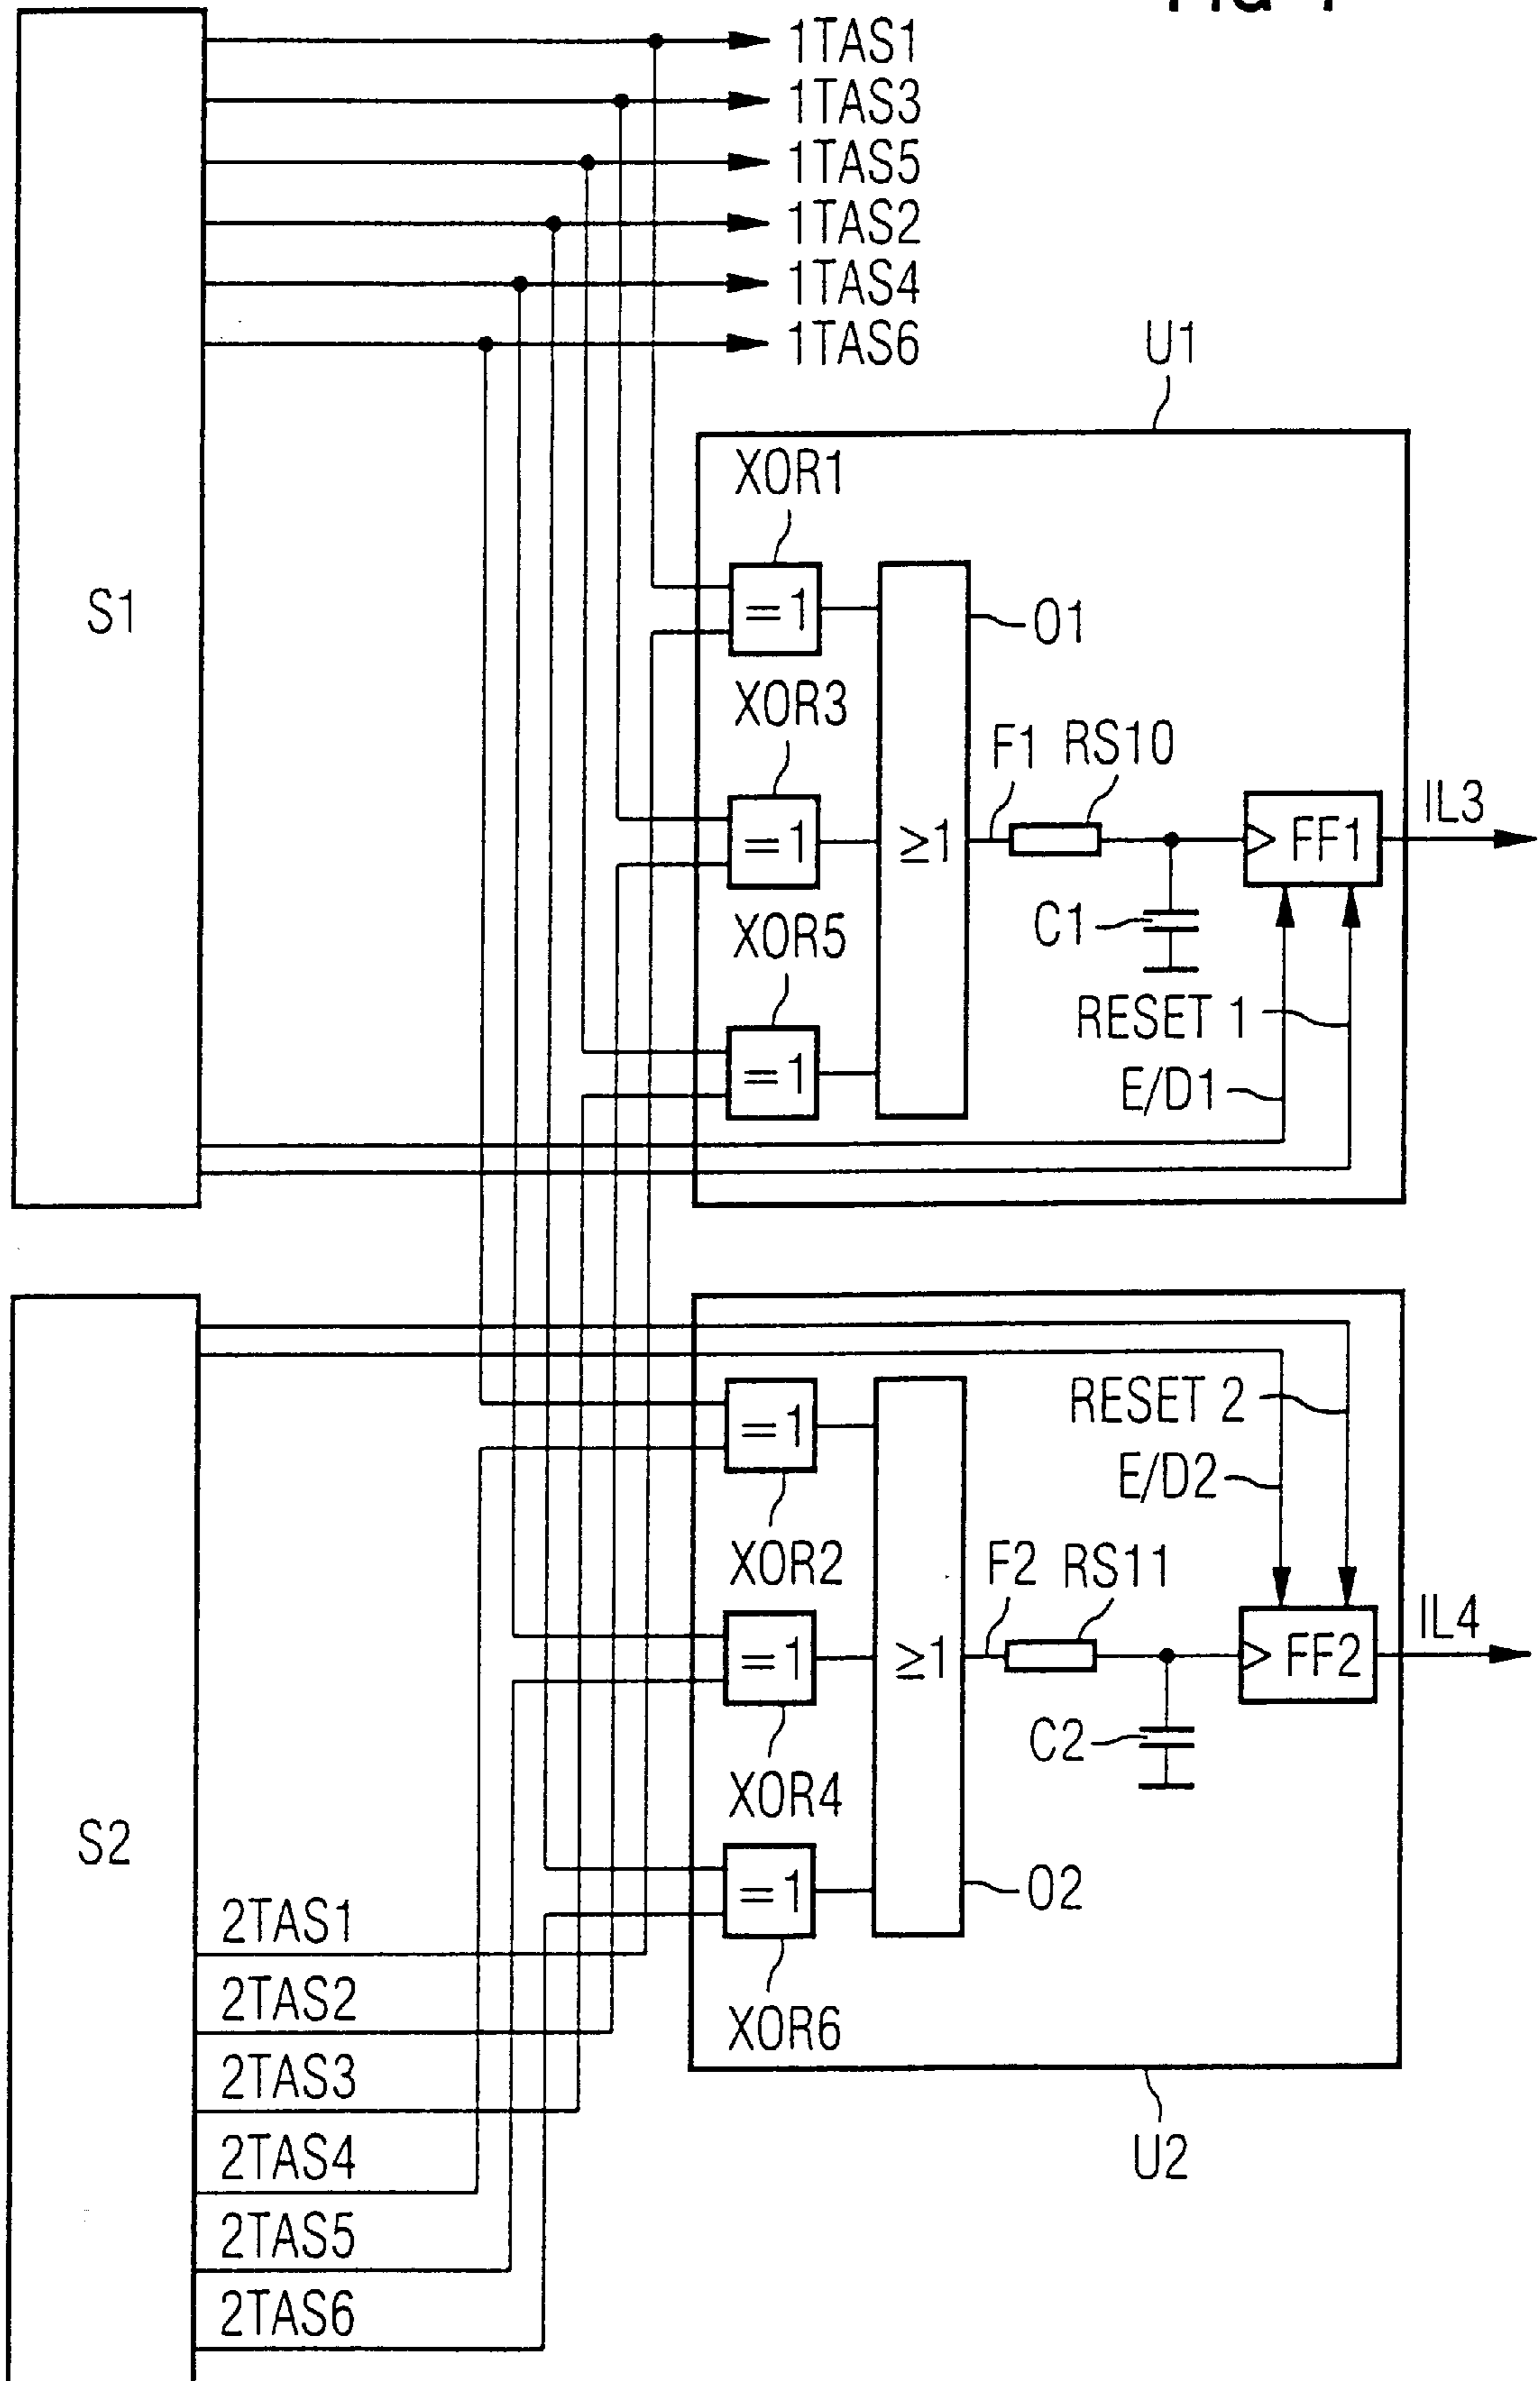 1TAS1
1TAS3
1TAS5
1TAS2
1TAS4
1TAS6
U1
XOR1
S1
=1
O1
XOR3
F1
RS10
IL3
=1
≥1
FF1
C1
XOR5
RESET 1
=1
E/D1
RESET 2
=1
E/D2
XOR2
F2
RS11
IL4
=1
≥1
FF2
C2
XOR4
S2
=1
O2
2TAS1
2TAS2
XOR6
2TAS3
2TAS4
U2
2TAS5
2TAS6